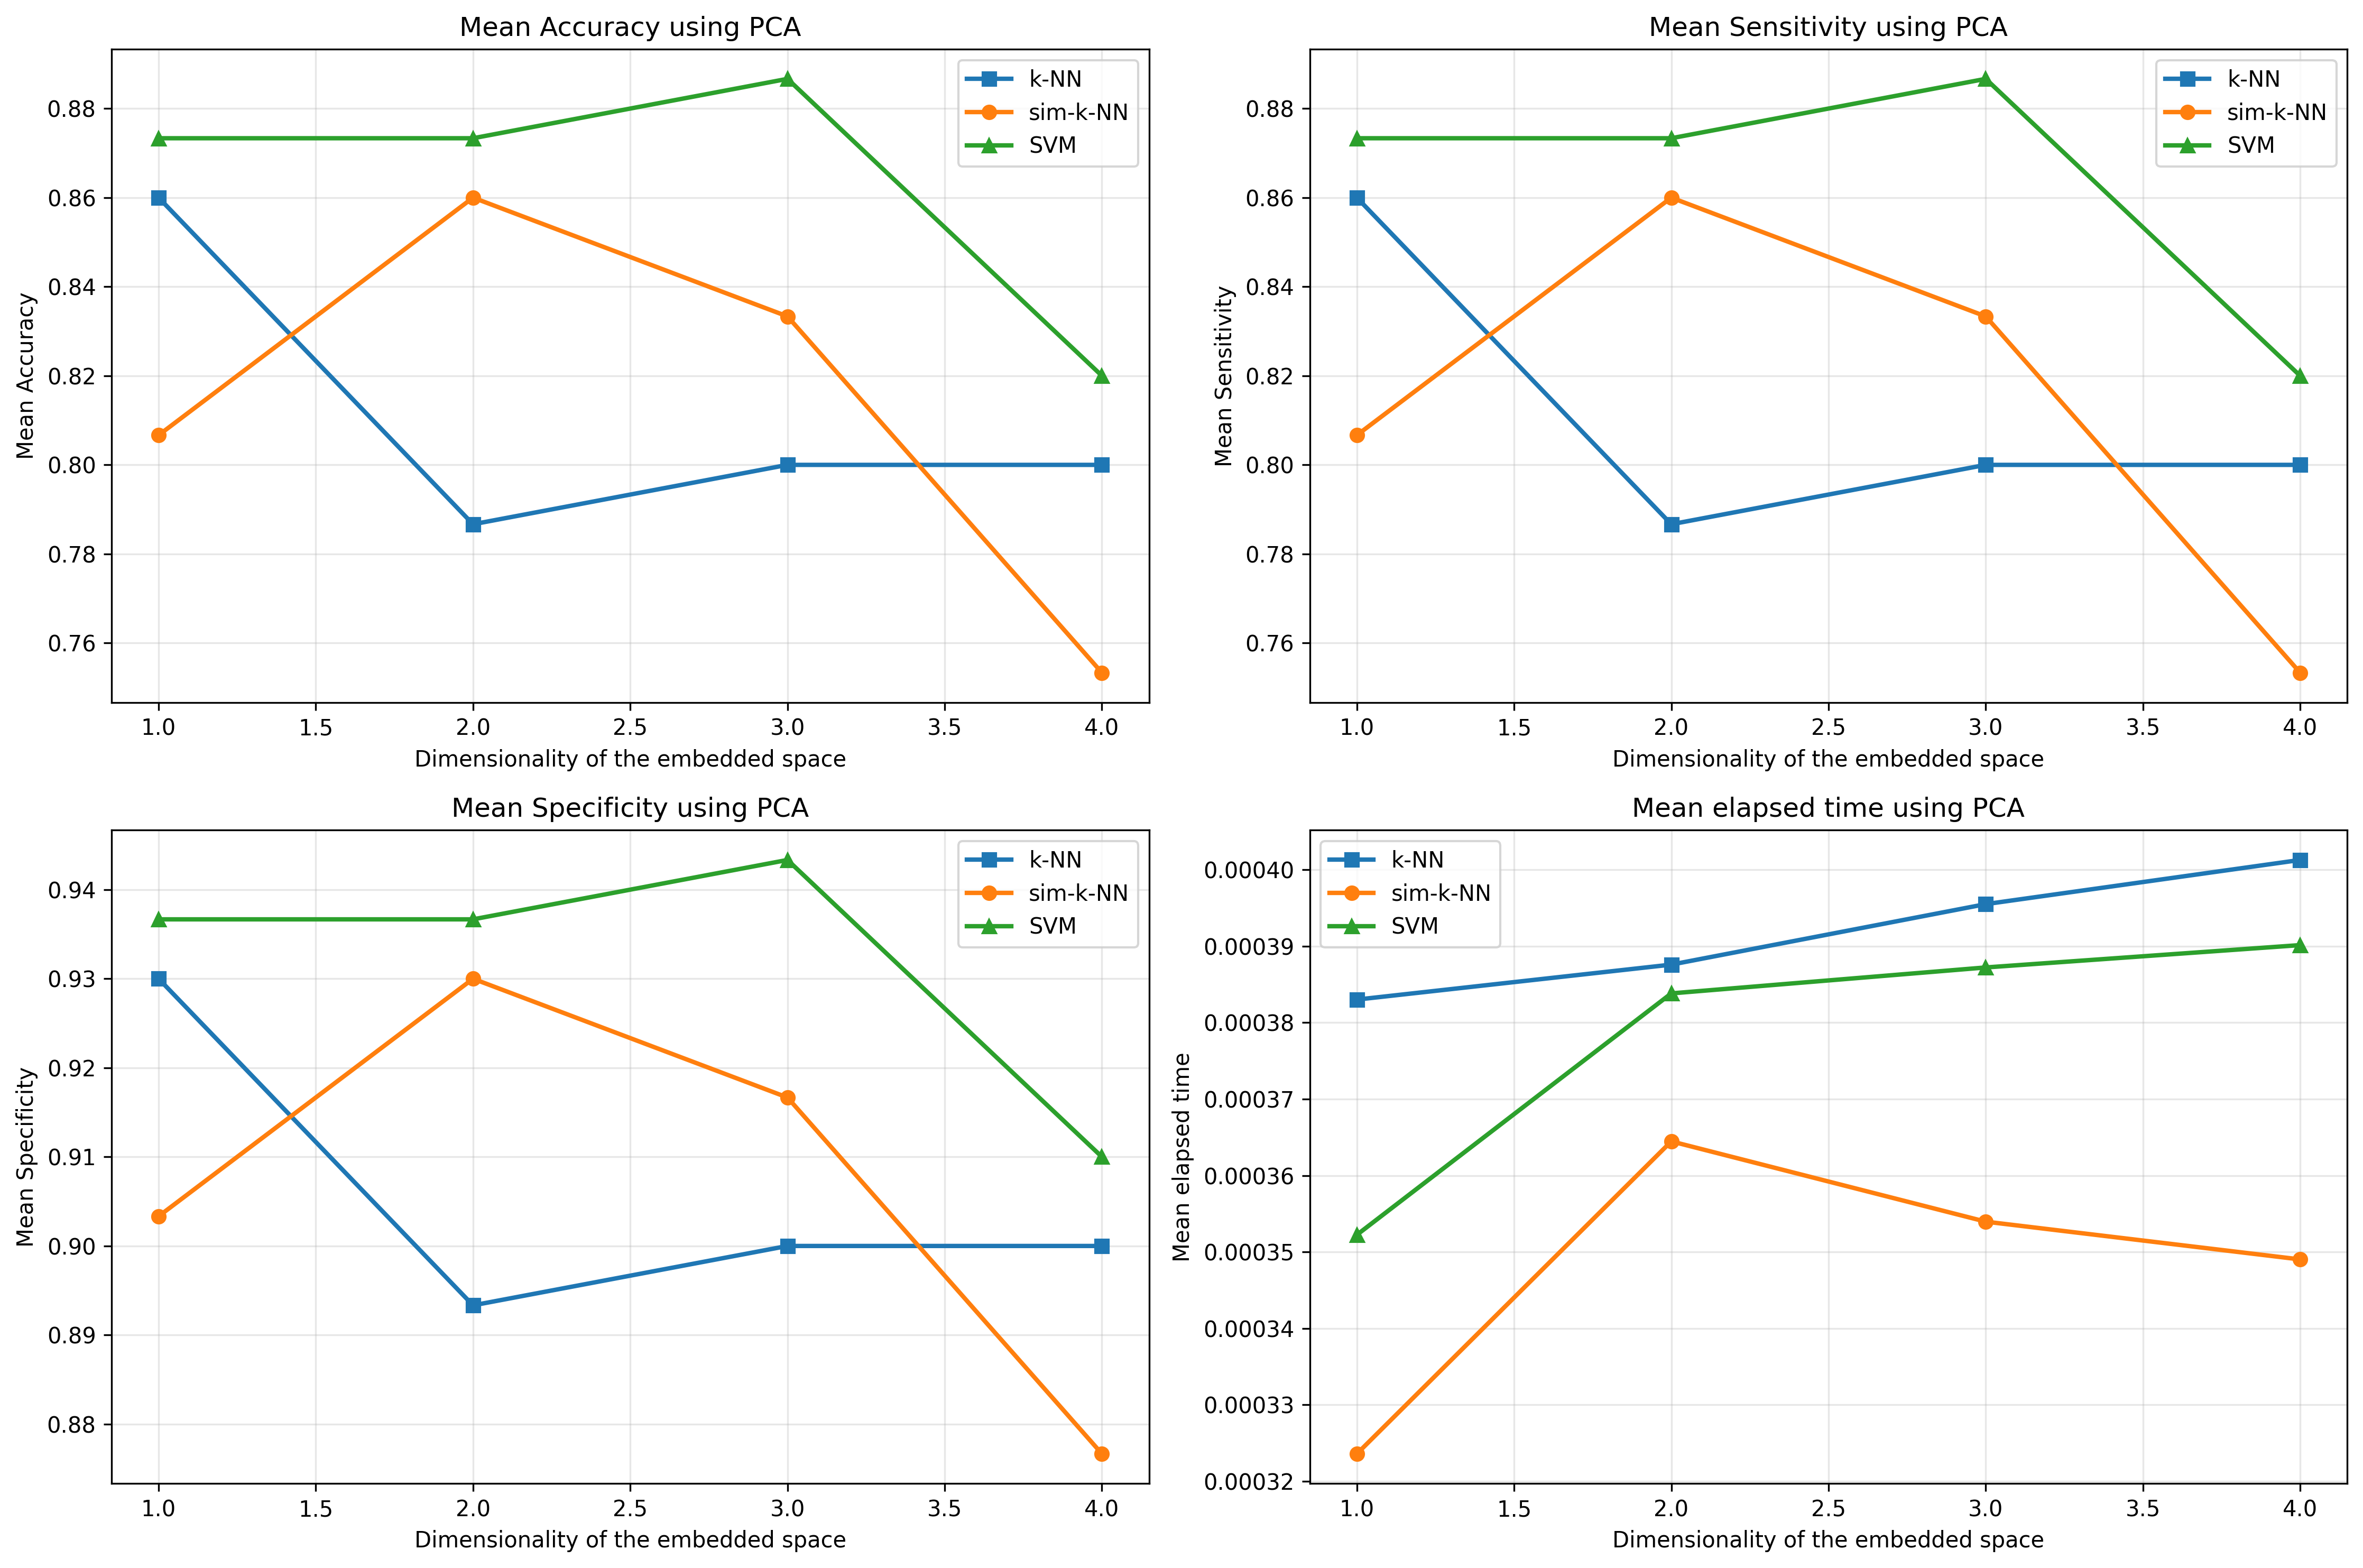 Mean Accuracy using PCA
Mean Accuracy
0.88
0.86
0.84
0.82
0.80
0.78
0.76
k-NN
sim-k-NN
SVM
1.0 1.5 2.0 2.5 3.0 3.5 4.0
Dimensionality of the embedded space
Mean Sensitivity using PCA
Mean Sensitivity
0.88
0.86
0.84
0.82
0.80
0.78
0.76
k-NN
sim-k-NN
SVM
1.0 1.5 2.0 2.5 3.0 3.5 4.0
Dimensionality of the embedded space
Mean Specificity using PCA
Mean Specificity
0.94
0.93
0.92
0.91
0.90
0.89
0.88
k-NN
sim-k-NN
SVM
1.0 1.5 2.0 2.5 3.0 3.5 4.0
Dimensionality of the embedded space
Mean elapsed time using PCA
Mean elapsed time
0.00040
0.00039
0.00038
0.00037
0.00036
0.00035
0.00034
0.00033
0.00032
k-NN
sim-k-NN
SVM
1.0 1.5 2.0 2.5 3.0 3.5 4.0
Dimensionality of the embedded space